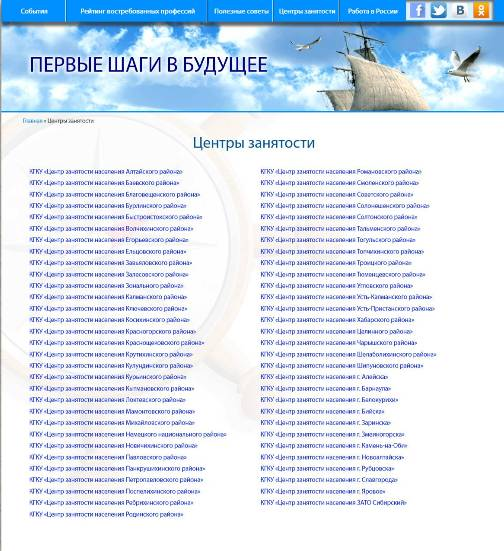 События
Рейтинг востребованных профессий
Полезные советы
Центры занятости
Работа в России
ПЕРВЫЕ ШАГИ В БУДУЩЕЕ
Главная » Центры занятости
Центры занятости
КГКУ «Центр занятости населения Алтайского района»
КГКУ «Центр занятости населения Баевского района»
КГКУ «Центр занятости населения Благовещенского района»
КГКУ «Центр занятости населения Бурлинского района»
КГКУ «Центр занятости населения Быстроистокского района»
КГКУ «Центр занятости населения Волчихинского района»
КГКУ «Центр занятости населения Егорьевского района»
КГКУ «Центр занятости населения Ельцовского района»
КГКУ «Центр занятости населения Завьяловского района»
КГКУ «Центр занятости населения Залесовского района»
КГКУ «Центр занятости населения Зонального района»
КГКУ «Центр занятости населения Калманского района»
КГКУ «Центр занятости населения Ключевского района»
КГКУ «Центр занятости населения Косихинского района»
КГКУ «Центр занятости населения Красногорского района»
КГКУ «Центр занятости населения Краснощековского района»
КГКУ «Центр занятости населения Крутихинского района»
КГКУ «Центр занятости населения Кулундинского района»
КГКУ «Центр занятости населения Курьинского района»
КГКУ «Центр занятости населения Кытмановского района»
КГКУ «Центр занятости населения Локтевского района»
КГКУ «Центр занятости населения Мамонтовского района»
КГКУ «Центр занятости населения Михайловского района»
КГКУ «Центр занятости населения Немецкого национального района»
КГКУ «Центр занятости населения Новичихинского района»
КГКУ «Центр занятости населения Павловского района»
КГКУ «Центр занятости населения Панкрушихинского района»
КГКУ «Центр занятости населения Петропавловского района»
КГКУ «Центр занятости населения Поспелихинского района»
КГКУ «Центр занятости населения Ребрихинского района»
КГКУ «Центр занятости населения Родинского района»
КГКУ «Центр занятости населения Романовского района»
КГКУ «Центр занятости населения Смоленского района»
КГКУ «Центр занятости населения Советского района»
КГКУ «Центр занятости населения Солонешенского района»
КГКУ «Центр занятости населения Солтонского района»
КГКУ «Центр занятости населения Тальменского района»
КГКУ «Центр занятости населения Тогульского района»
КГКУ «Центр занятости населения Топчихинского района»
КГКУ «Центр занятости населения Троицкого района»
КГКУ «Центр занятости населения Тюменцевского района»
КГКУ «Центр занятости населения Угловского района»
КГКУ «Центр занятости населения Усть-Калманского района»
КГКУ «Центр занятости населения Усть-Пристанского района»
КГКУ «Центр занятости населения Хабарского района»
КГКУ «Центр занятости населения Целинного района»
КГКУ «Центр занятости населения Чарышского района»
КГКУ «Центр занятости населения Шелаболихинского района»
КГКУ «Центр занятости населения Шипуновского района»
КГКУ «Центр занятости населения г. Алейска»
КГКУ «Центр занятости населения г. Барнаула»
КГКУ «Центр занятости населения г. Белокурихи»
КГКУ «Центр занятости населения г. Бийска»
КГКУ «Центр занятости населения г. Заринска»
КГКУ «Центр занятости населения г. Змеиногорска»
КГКУ «Центр занятости населения г. Камень-на-Оби»
КГКУ «Центр занятости населения г. Новоалтайска»
КГКУ «Центр занятости населения г. Рубцовска»
КГКУ «Центр занятости населения г. Славгорода»
КГКУ «Центр занятости населения г. Яровое»
КГКУ «Центр занятости населения ЗАТО Сибирский»